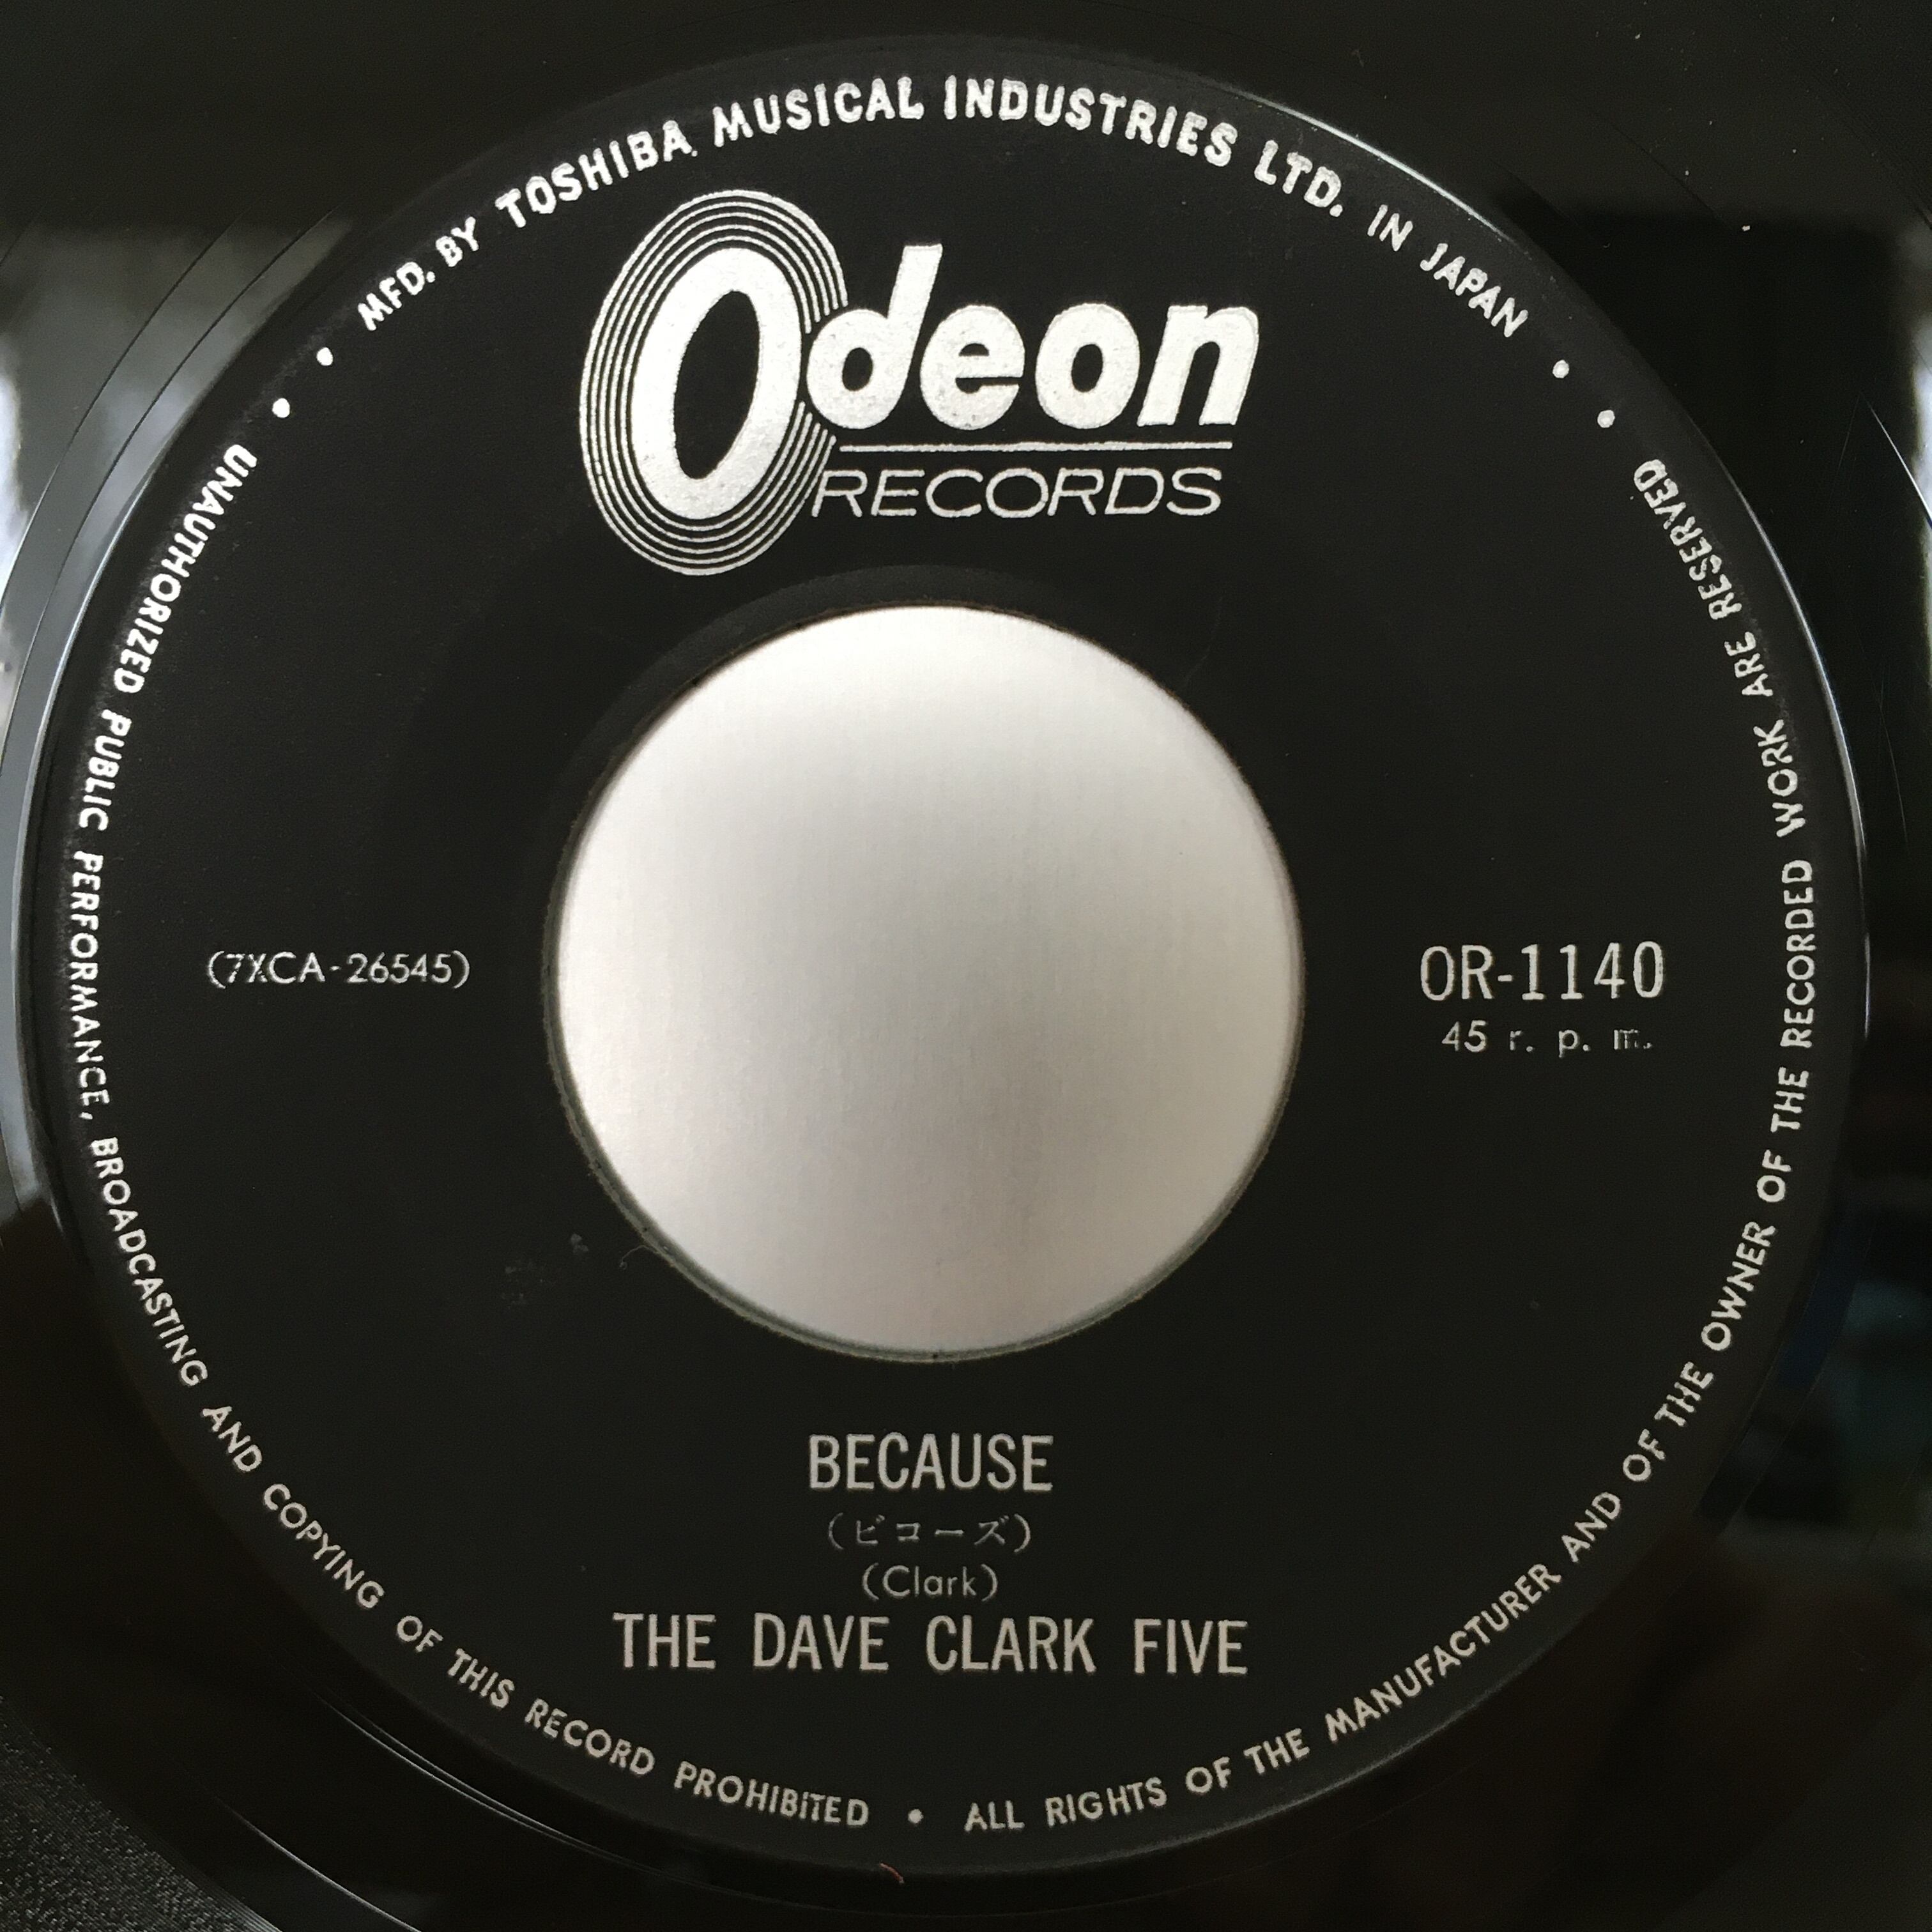 MFD. BY TOSHIBA MUSICAL INDUSTRIES LTD. IN JAPAN
Odeon
RECORDS
(7XCA-26545)
OR-1140
45 r. p. m.
BECAUSE
(ビコーズ)
(Clark)
THE DAVE CLARK FIVE
UNAUTHORIZED PUBLIC PERFORMANCE, BROADCASTING AND COPYING OF THIS RECORD PROHIBITED • ALL RIGHTS OF THE MANUFACTURER AND OF THE OWNER OF THE RECORDED WORK ARE RESERVED